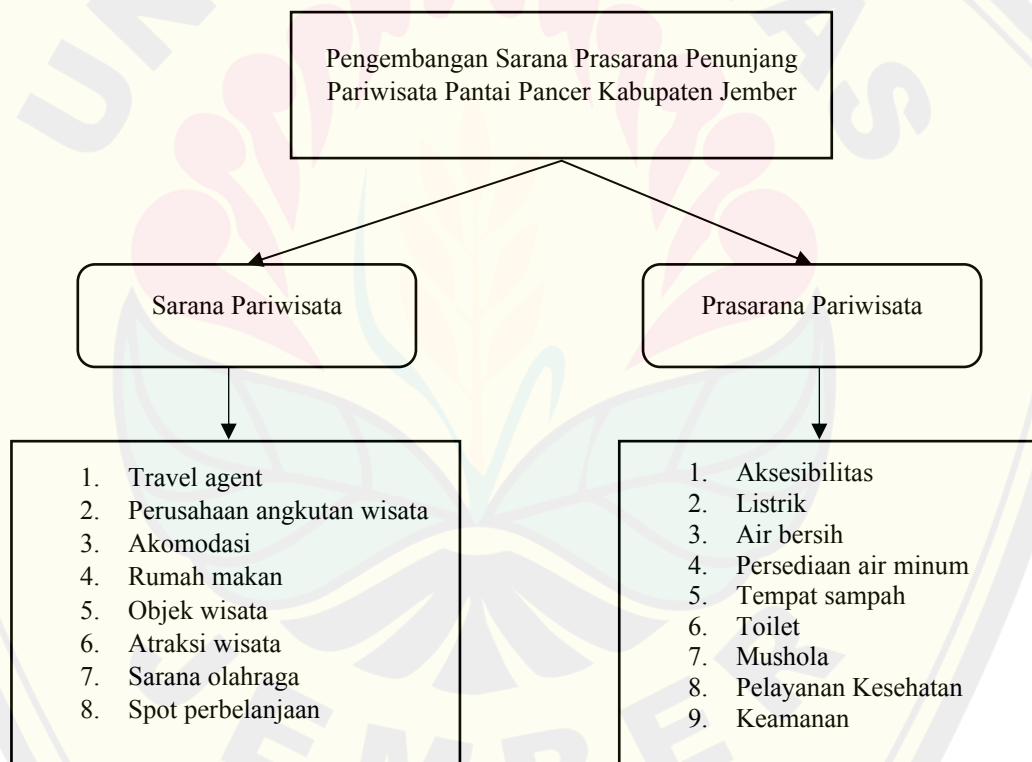 Pengembangan Sarana Prasarana Penunjang
Pariwisata Pantai Pancer Kabupaten Jember
Sarana Pariwisata
Prasarana Pariwisata
1. Travel agent
2. Perusahaan angkutan wisata
3. Akomodasi
4. Rumah makan
5. Objek wisata
6. Atraksi wisata
7. Sarana olahraga
8. Spot perbelanjaan
1. Aksesibilitas
2. Listrik
3. Air bersih
4. Persediaan air minum
5. Tempat sampah
6. Toilet
7. Mushola
8. Pelayanan Kesehatan
9. Keamanan